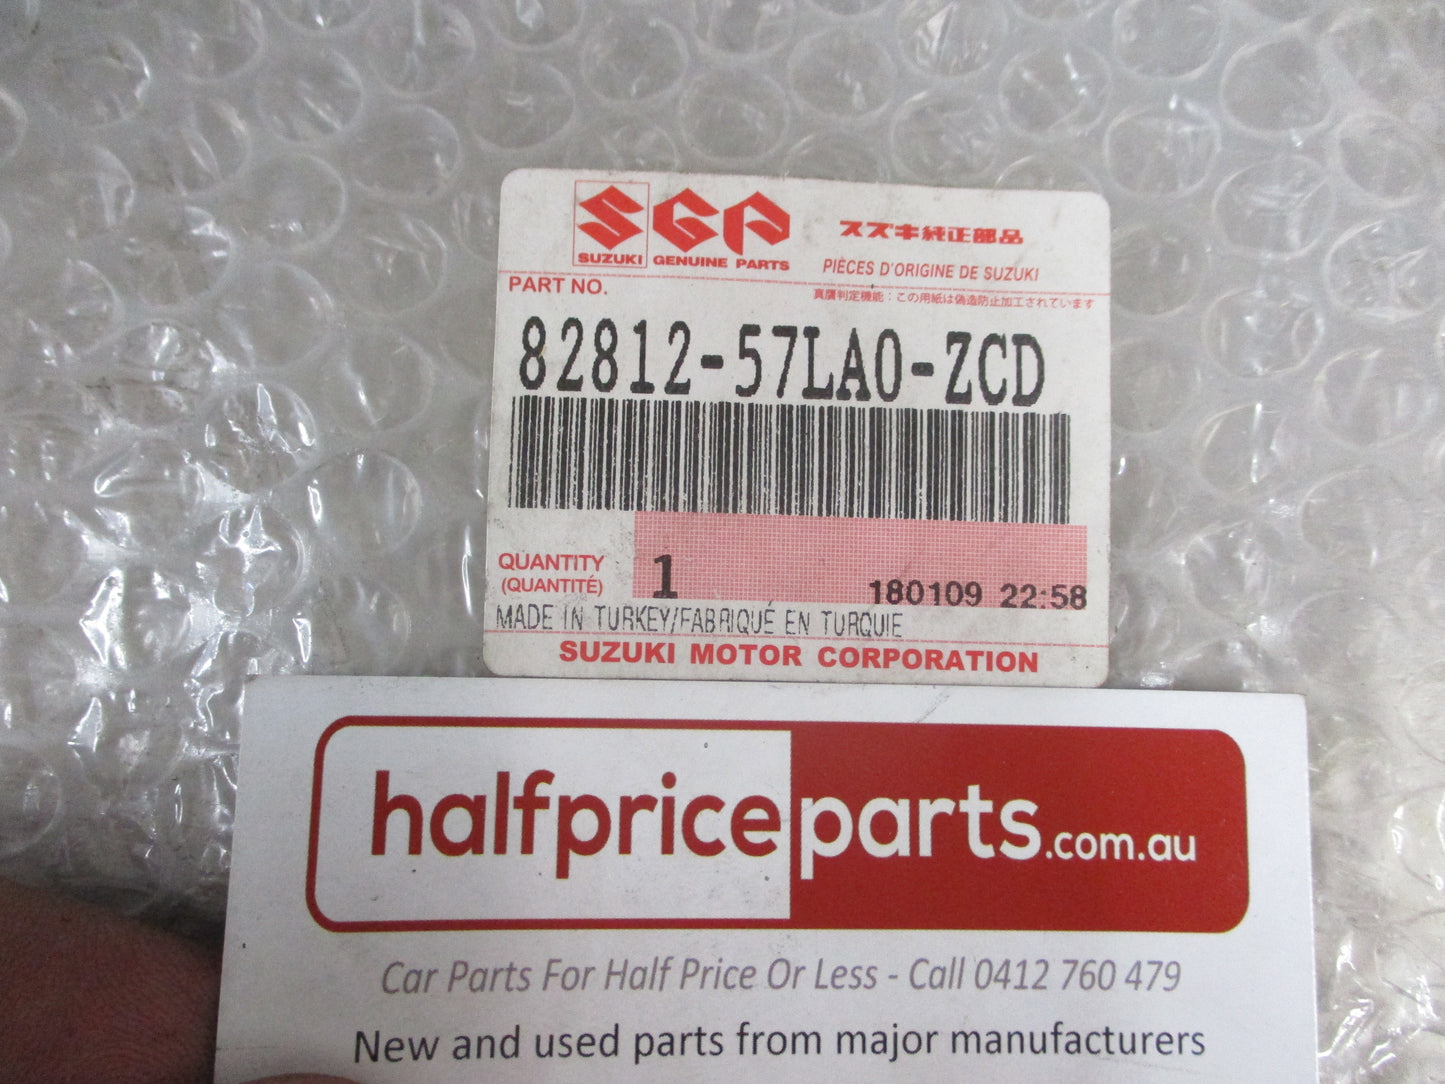 SGP
SUZUKI GENUINE PARTS
スズキ純正部品
PIÈCES D'ORIGINE DE SUZUKI
PART NO.
真贋判定機能：この用紙は偽造防止加工されています
82812-57LA0-ZCD
QUANTITY
(QUANTITÉ)
1
180109 22:58
MADE IN TURKEY/FABRIQUÉ EN TURQUIE
SUZUKI MOTOR CORPORATION
halfpriceparts.com.au
Car Parts For Half Price Or Less - Call 0412 760 479
New and used parts from major manufacturers